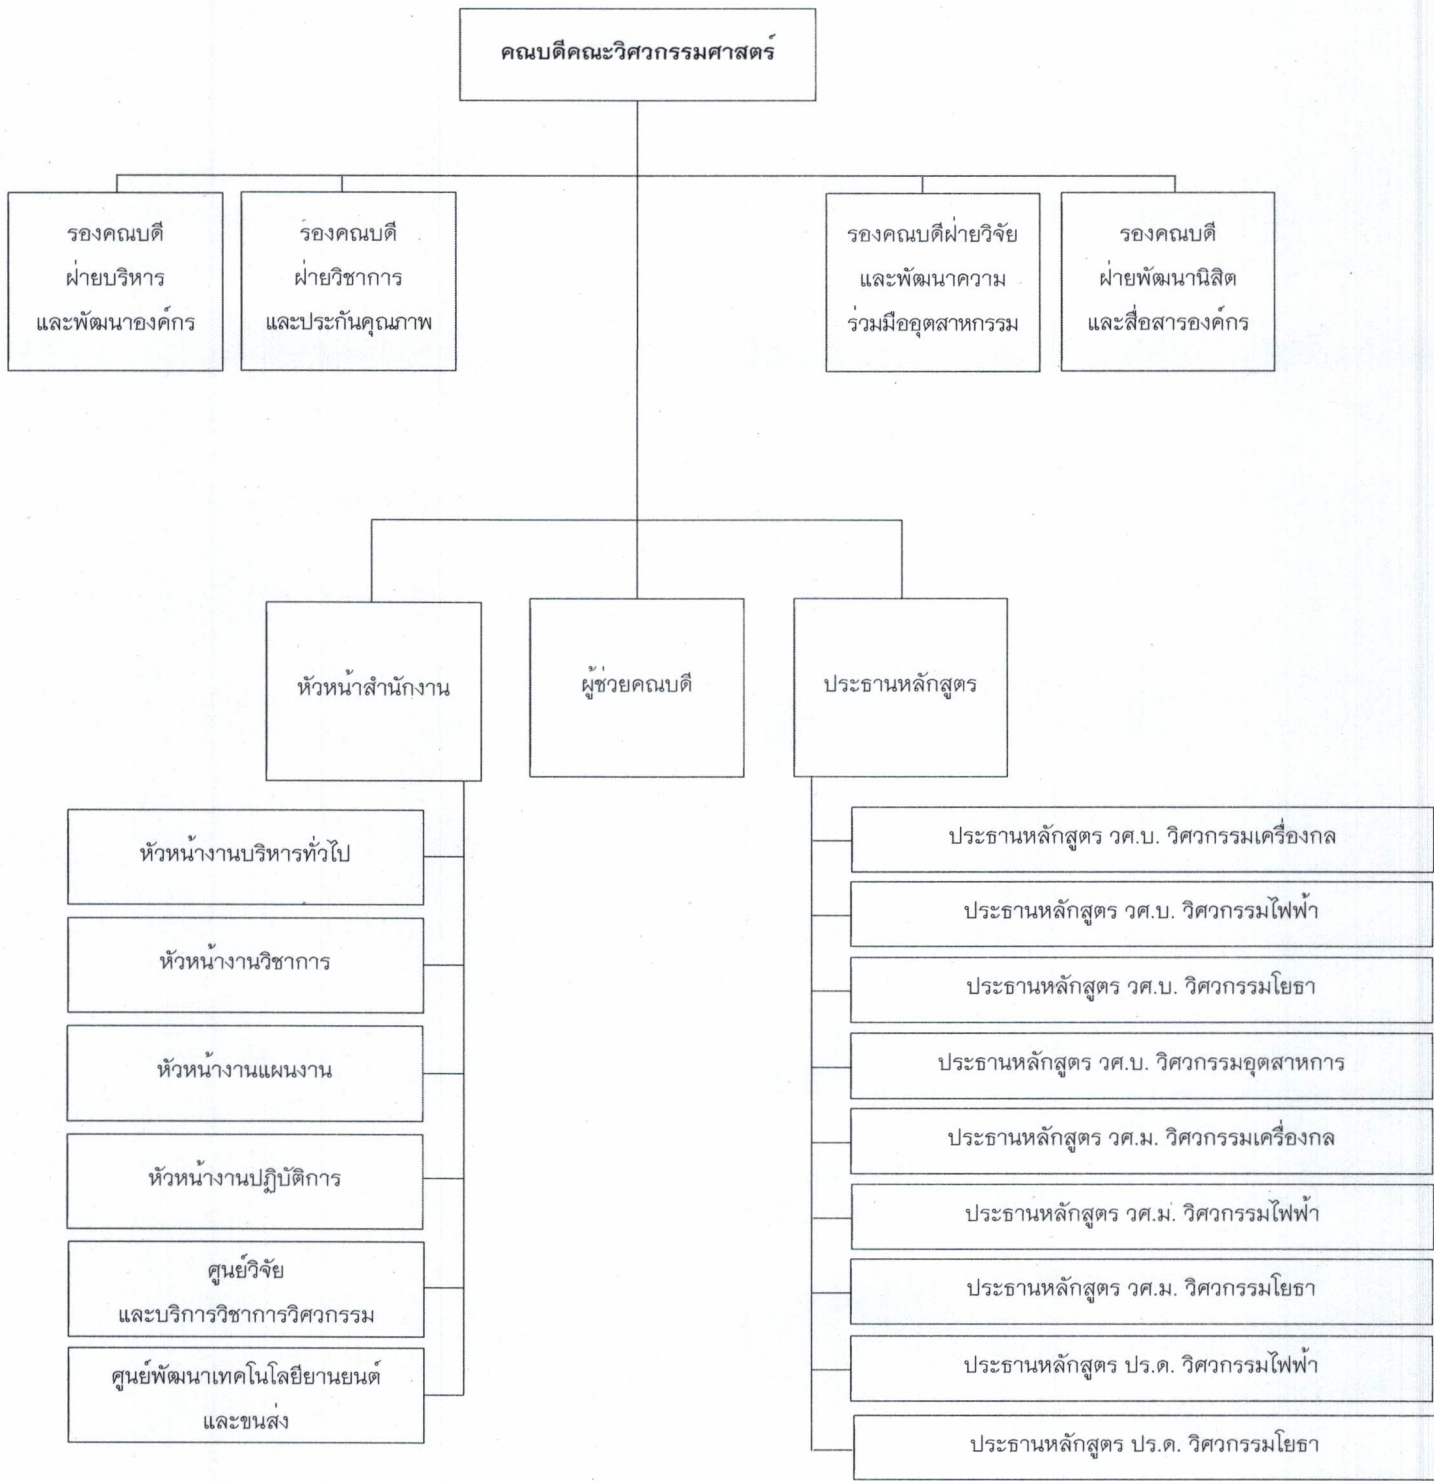 คณบดีคณะวิศวกรรมศาสตร์
รองคณบดี
ฝ่ายบริหาร
และพัฒนาองค์กร
รองคณบดี
ฝ่ายวิชาการ
และประกันคุณภาพ
รองคณบดีฝ่ายวิจัย
และพัฒนาความ
ร่วมมืออุตสาหกรรม
รองคณบดี
ฝ่ายพัฒนานิสิต
และสื่อสารองค์กร
หัวหน้าสำนักงาน
ผู้ช่วยคณบดี
ประธานหลักสูตร
หัวหน้างานบริหารทั่วไป
หัวหน้างานวิชาการ
หัวหน้างานแผนงาน
หัวหน้างานปฏิบัติการ
ศูนย์วิจัย
และบริการวิชาการวิศวกรรม
ศูนย์พัฒนาเทคโนโลยียานยนต์
และขนส่ง
ประธานหลักสูตร วศ.บ. วิศวกรรมเครื่องกล
ประธานหลักสูตร วศ.บ. วิศวกรรมไฟฟ้า
ประธานหลักสูตร วศ.บ. วิศวกรรมโยธา
ประธานหลักสูตร วศ.บ. วิศวกรรมอุตสาหการ
ประธานหลักสูตร วศ.ม. วิศวกรรมเครื่องกล
ประธานหลักสูตร วศ.ม. วิศวกรรมไฟฟ้า
ประธานหลักสูตร วศ.ม. วิศวกรรมโยธา
ประธานหลักสูตร ปร.ด. วิศวกรรมไฟฟ้า
ประธานหลักสูตร ปร.ด. วิศวกรรมโยธา